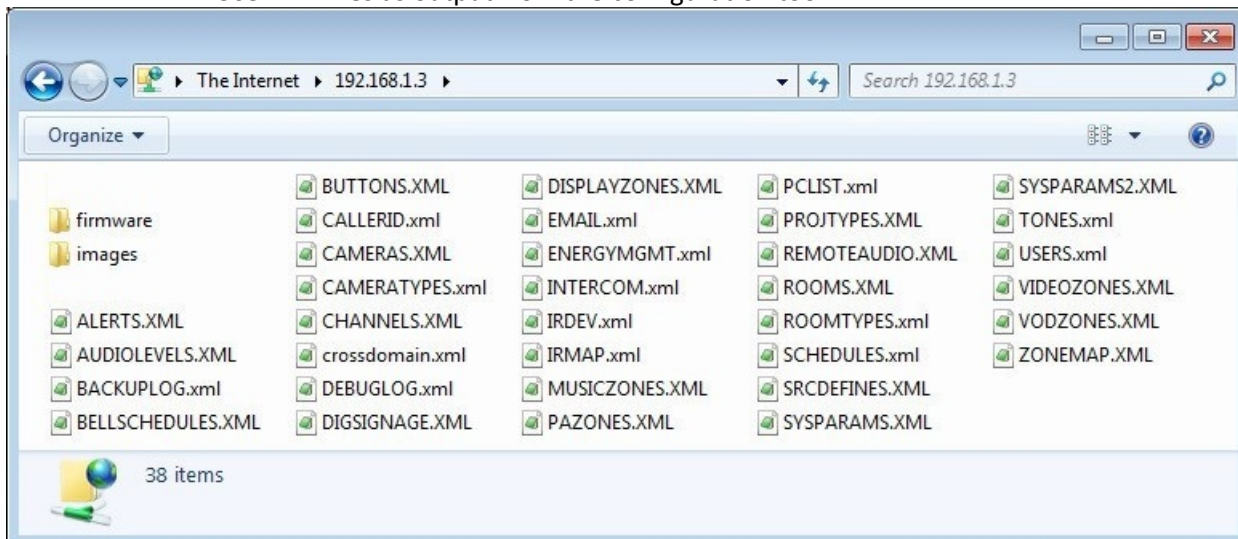 The Internet 192.168.1.3
Search 192.168.1.3
Organize
firmware
images
ALERTS.XML
AUDIOLEVELS.XML
BACKUPLOG.xml
BELLSCHEDULES.XML
BUTTONS.XML
CALLERID.xml
CAMERAS.XML
CAMERATYPES.xml
CHANNELS.XML
crossdomain.xml
DEBUGLOG.xml
DIGSIGNAGE.XML
DISPLAYZONES.XML
EMAIL.xml
ENERGYMGMT.xml
INTERCOM.xml
IRDEV.xml
IRMAP.xml
MUSICZONES.XML
PAZONES.XML
PCLIST.xml
PROJTYPES.XML
REMOTEAUDIO.XML
ROOMS.XML
ROOMTYPES.xml
SCHEDULES.xml
SRCDEFINES.XML
SYSPARAMS.XML
SYSPARAMS2.XML
TONES.xml
USERS.xml
VIDEOZONES.XML
VODZONES.XML
ZONEMAP.XML
38 items